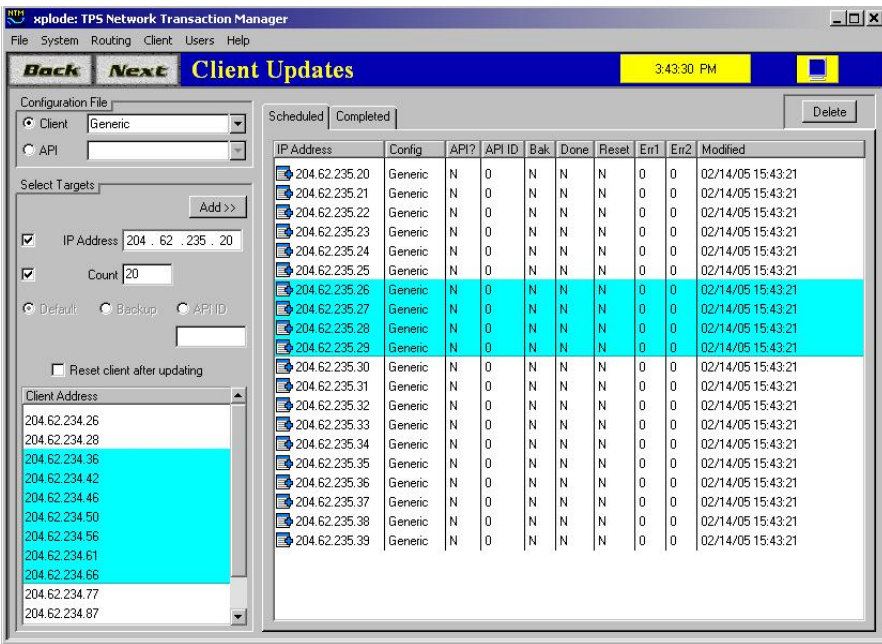 NTM xplode: TPS Network Transaction Manager
File System Routing Client Users Help
Back Next Client Updates 3:43:30 PM
Configuration File
Client Generic
API
Select Targets
Add >>
IP Address 204 . 62 . 235 . 20
Count 20
Default Backup API ID
Reset client after updating
Client Address
204.62.234.26
204.62.234.28
204.62.234.36
204.62.234.42
204.62.234.46
204.62.234.50
204.62.234.56
204.62.234.61
204.62.234.66
204.62.234.77
204.62.234.87
Scheduled Completed Delete
IP Address Config API? API ID Bak Done Reset Err1 Err2 Modified
204.62.235.20 Generic N 0 N N N 0 0 02/14/05 15:43:21
204.62.235.21 Generic N 0 N N N 0 0 02/14/05 15:43:21
204.62.235.22 Generic N 0 N N N 0 0 02/14/05 15:43:21
204.62.235.23 Generic N 0 N N N 0 0 02/14/05 15:43:21
204.62.235.24 Generic N 0 N N N 0 0 02/14/05 15:43:21
204.62.235.25 Generic N 0 N N N 0 0 02/14/05 15:43:21
204.62.235.26 Generic N 0 N N N 0 0 02/14/05 15:43:21
204.62.235.27 Generic N 0 N N N 0 0 02/14/05 15:43:21
204.62.235.28 Generic N 0 N N N 0 0 02/14/05 15:43:21
204.62.235.29 Generic N 0 N N N 0 0 02/14/05 15:43:21
204.62.235.30 Generic N 0 N N N 0 0 02/14/05 15:43:21
204.62.235.31 Generic N 0 N N N 0 0 02/14/05 15:43:21
204.62.235.32 Generic N 0 N N N 0 0 02/14/05 15:43:21
204.62.235.33 Generic N 0 N N N 0 0 02/14/05 15:43:21
204.62.235.34 Generic N 0 N N N 0 0 02/14/05 15:43:21
204.62.235.35 Generic N 0 N N N 0 0 02/14/05 15:43:21
204.62.235.36 Generic N 0 N N N 0 0 02/14/05 15:43:21
204.62.235.37 Generic N 0 N N N 0 0 02/14/05 15:43:21
204.62.235.38 Generic N 0 N N N 0 0 02/14/05 15:43:21
204.62.235.39 Generic N 0 N N N 0 0 02/14/05 15:43:21